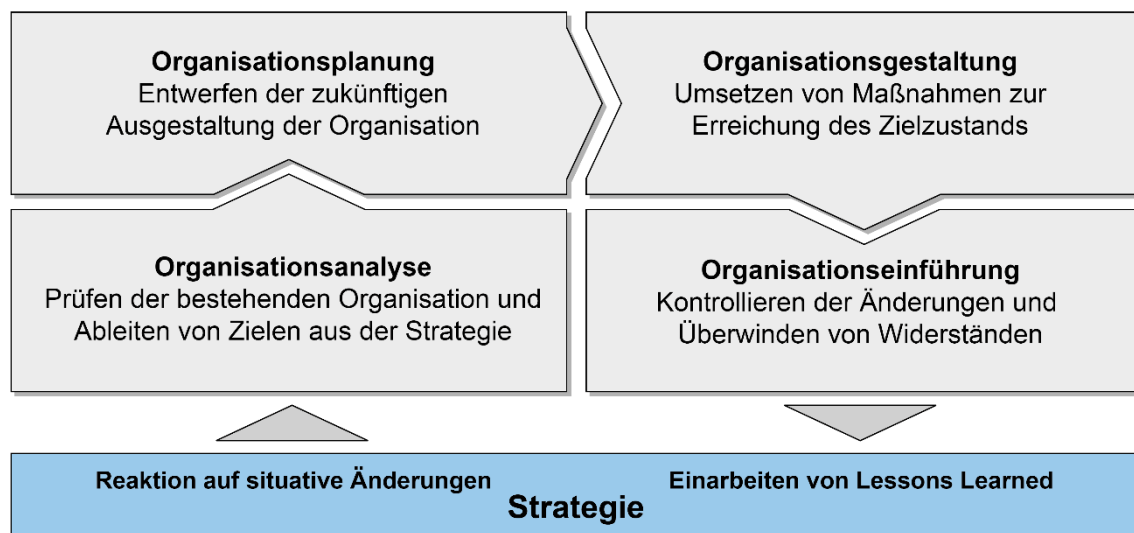 Organisationsplanung
Entwerfen der zukünftigen
Ausgestaltung der Organisation
Organisationsgestaltung
Umsetzen von Maßnahmen zur
Erreichung des Zielzustands
Organisationsanalyse
Prüfen der bestehenden Organisation und
Ableiten von Zielen aus der Strategie
Organisationseinführung
Kontrollieren der Änderungen und
Überwinden von Widerständen
Reaktion auf situative Änderungen
Einarbeiten von Lessons Learned
Strategie